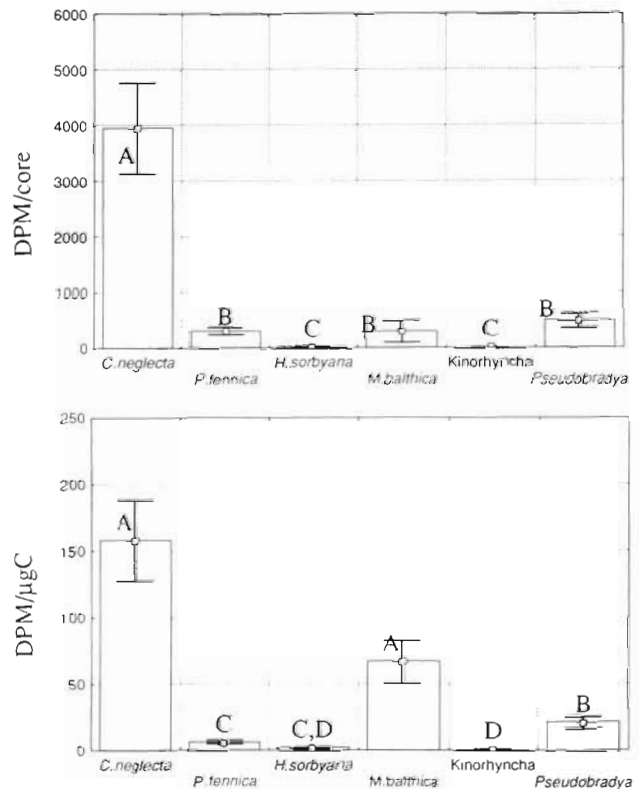 6000
5000
4000
3000
2000
1000
0
DPM/core
A
B
C
B
C
B
C.neglecta
P.fennica
H.sorbyana
M.balthica
Kinorhyncha
Pseudobradya
250
200
150
100
50
0
DPM/µgC
A
C
C,D
A
D
B
C.neglecta
P.fennica
H.sorbyana
M.balthica
Kinorhyncha
Pseudobradya